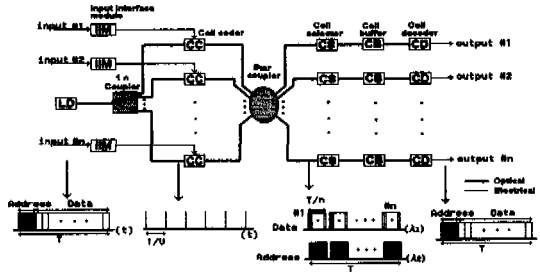 Input interface
module
Cell coder
Cell
selector
Cell
buffer
Cell
decoder
input #1
IIM
CC
CS
CB
CD
output #1
input #2
IIM
CC
CS
CB
CD
output #2
Star
coupler
1:n
Coupler
LD
input #n
IIM
CC
CS
CB
CD
output #n
Optical
Electrical
Address
Data
(t)
T
T/U
(t)
T/n
#1
#n
Data
(λ1)
Address
(λ2)
T
Address
Data
(t)
T